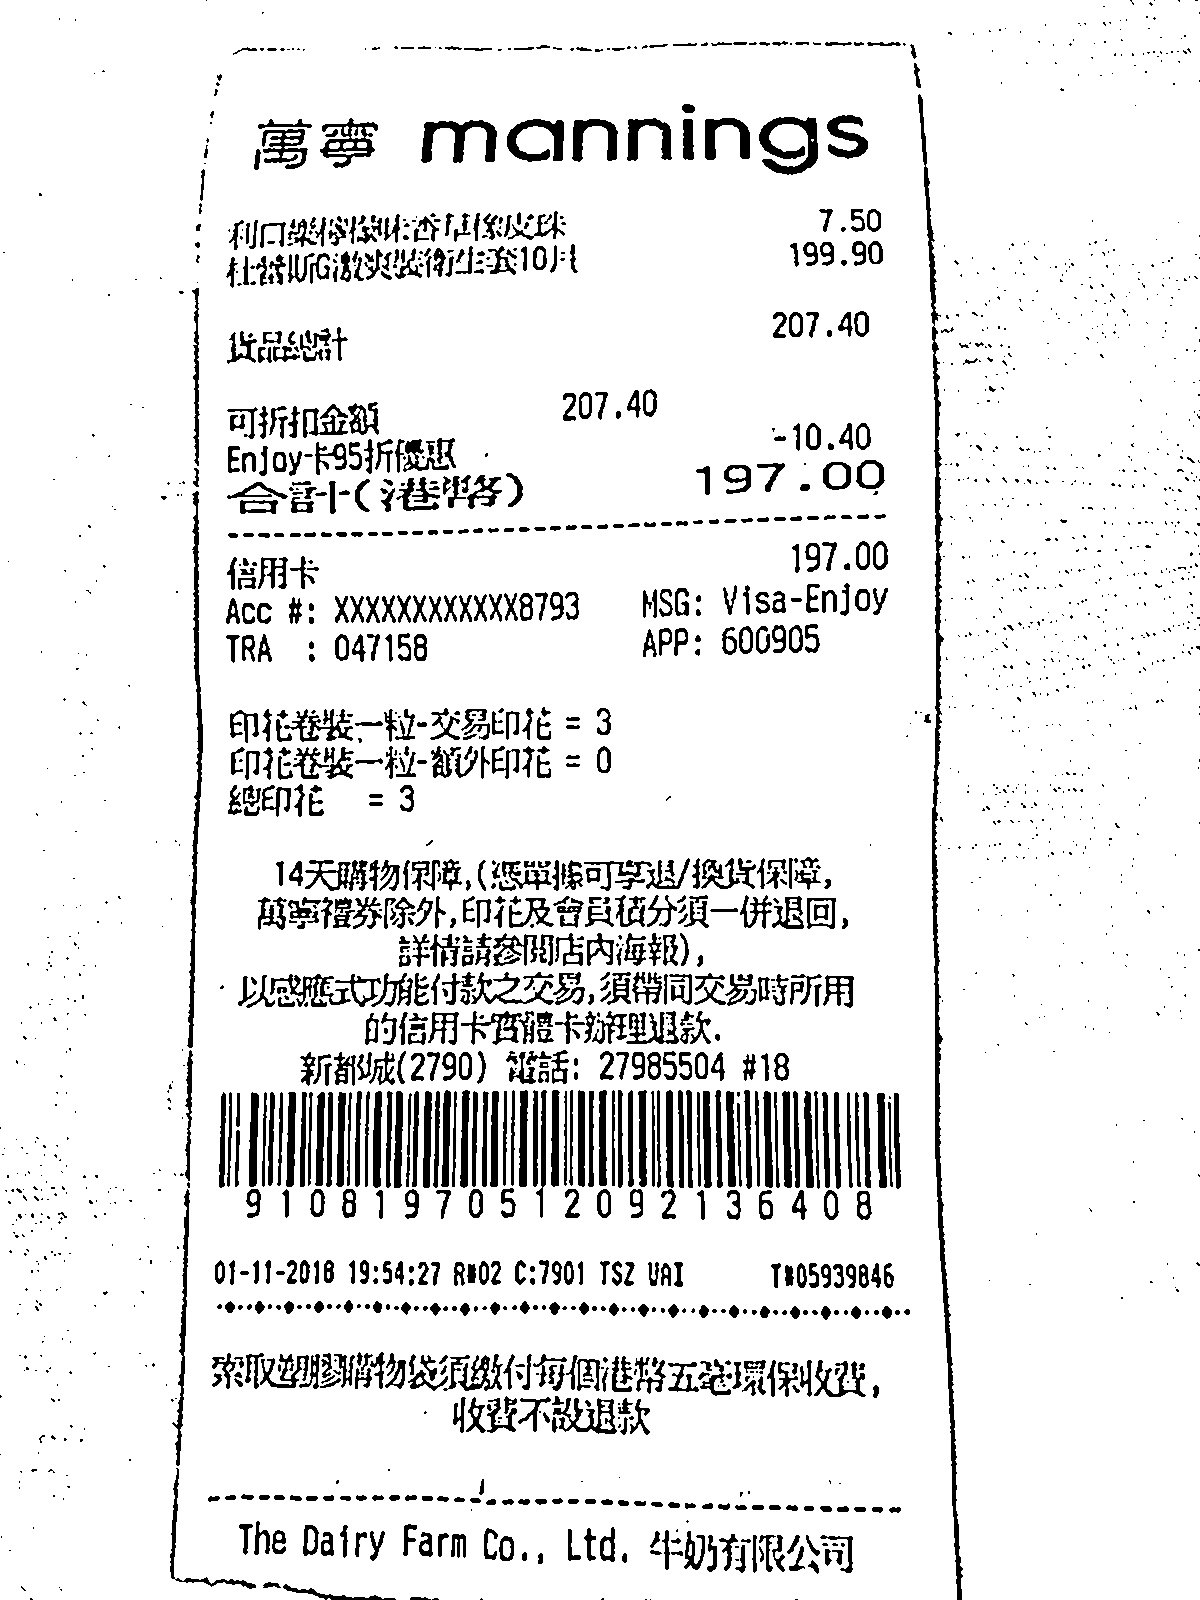 萬寧 mannings
利口樂檸檬味香草橡皮珠 7.50
杜蕾斯G激爽裝衛生套10片 199.90
貨品總計 207.40
可折扣金額 207.40
Enjoy卡95折優惠 -10.40
合計(港幣) 197.00
信用卡 197.00
Acc #: XXXXXXXXXXXX8793 MSG: Visa-Enjoy
TRA : 047158 APP: 600905
印花卷裝一粒-交易印花 = 3
印花卷裝一粒-額外印花 = 0
總印花 = 3
14天購物保障,(憑單據可享退/換貨保障,
萬寧禮券除外,印花及會員積分須一併退回,
詳情請參閱店內海報),
以感應式功能付款之交易,須帶同交易時所用
的信用卡實體卡辦理退款.
新都城(2790) 電話: 27985504 #18
91081970512092136408
01-11-2018 19:54:27 R#02 C:7901 TSZ WAI T#05939846
索取塑膠購物袋須繳付每個港幣五毫環保收費,
收費不設退款
The Dairy Farm Co., Ltd. 牛奶有限公司